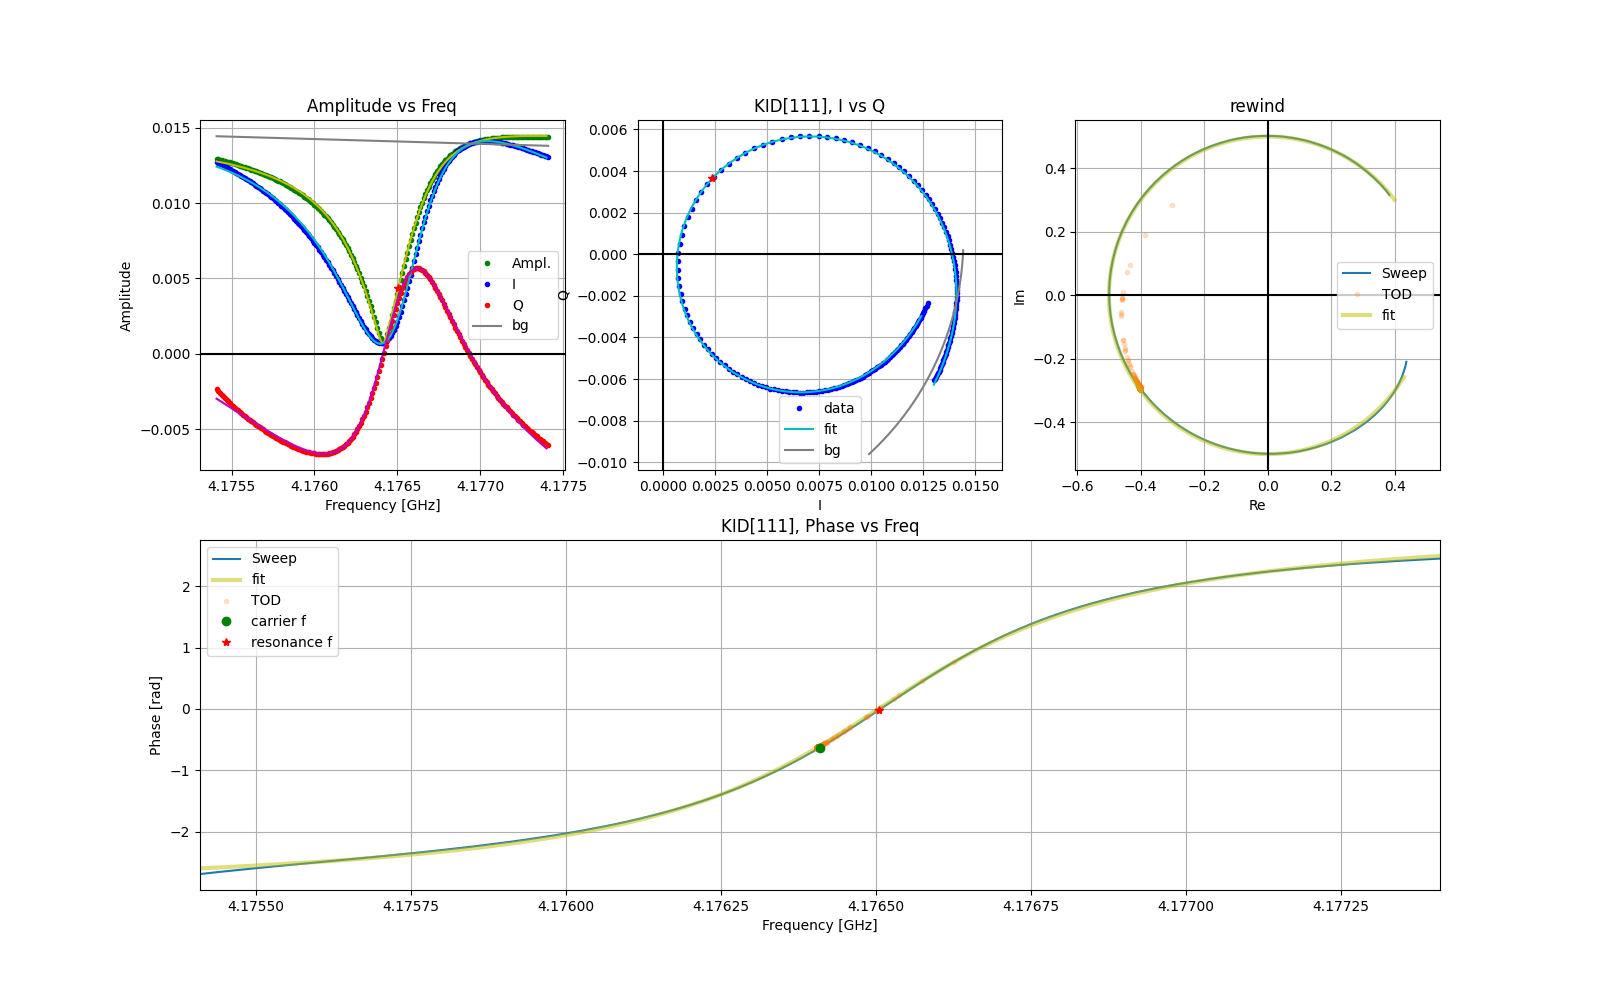 Amplitude vs Freq
0.015
0.010
0.005
0.000
−0.005
Amplitude
Ampl.
I
Q
bg
4.1755
4.1760
4.1765
4.1770
4.1775
Frequency [GHz]
KID[111], I vs Q
0.006
0.004
0.002
0.000
−0.002
−0.004
−0.006
−0.008
−0.010
Q
data
fit
bg
0.0000
0.0025
0.0050
0.0075
0.0100
0.0125
0.0150
I
rewind
0.4
0.2
0.0
−0.2
−0.4
Im
Sweep
TOD
fit
−0.6
−0.4
−0.2
0.0
0.2
0.4
Re
KID[111], Phase vs Freq
2
1
0
−1
−2
Phase [rad]
Sweep
fit
TOD
carrier f
resonance f
4.17550
4.17575
4.17600
4.17625
4.17650
4.17675
4.17700
4.17725
Frequency [GHz]